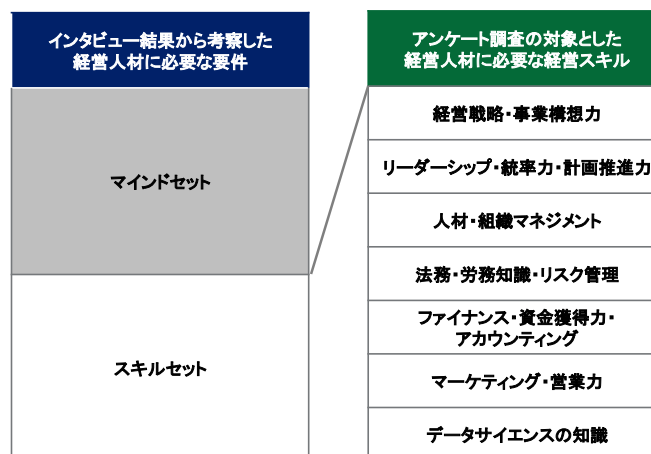 インタビュー結果から考察した
経営人材に必要な要件
マインドセット
スキルセット
アンケート調査の対象とした
経営人材に必要な経営スキル
経営戦略・事業構想力
リーダーシップ・統率力・計画推進力
人材・組織マネジメント
法務・労務知識・リスク管理
ファイナンス・資金獲得力・
アカウンティング
マーケティング・営業力
データサイエンスの知識